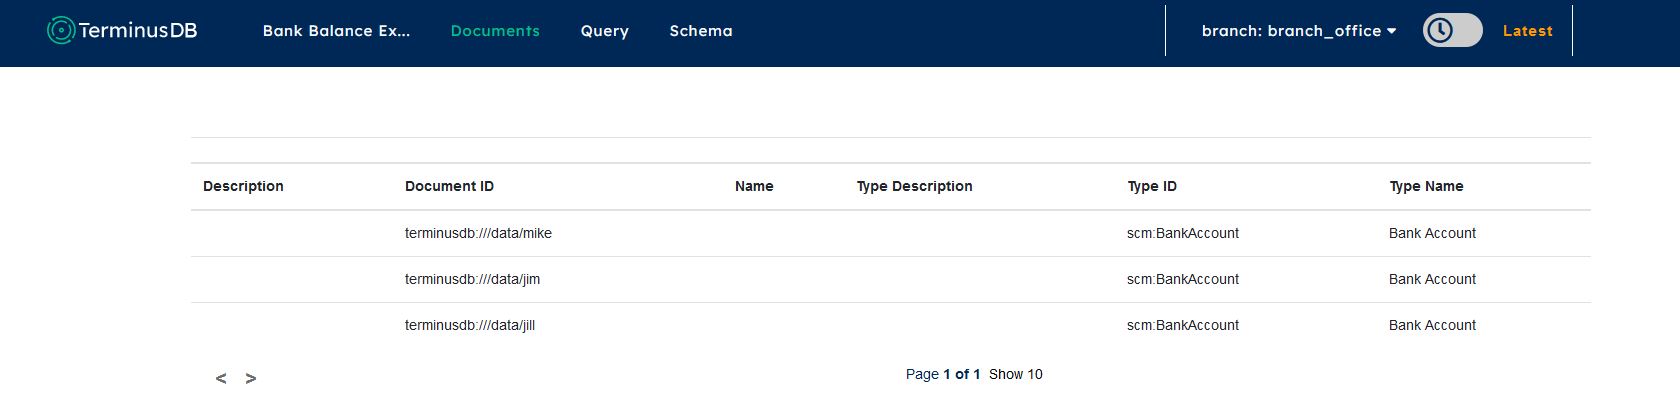 TerminusDB Bank Balance Ex... Documents Query Schema branch: branch_office Latest
Description Document ID Name Type Description Type ID Type Name
terminusdb:///data/mike scm:BankAccount Bank Account
terminusdb:///data/jim scm:BankAccount Bank Account
terminusdb:///data/jill scm:BankAccount Bank Account
< > Page 1 of 1 Show 10